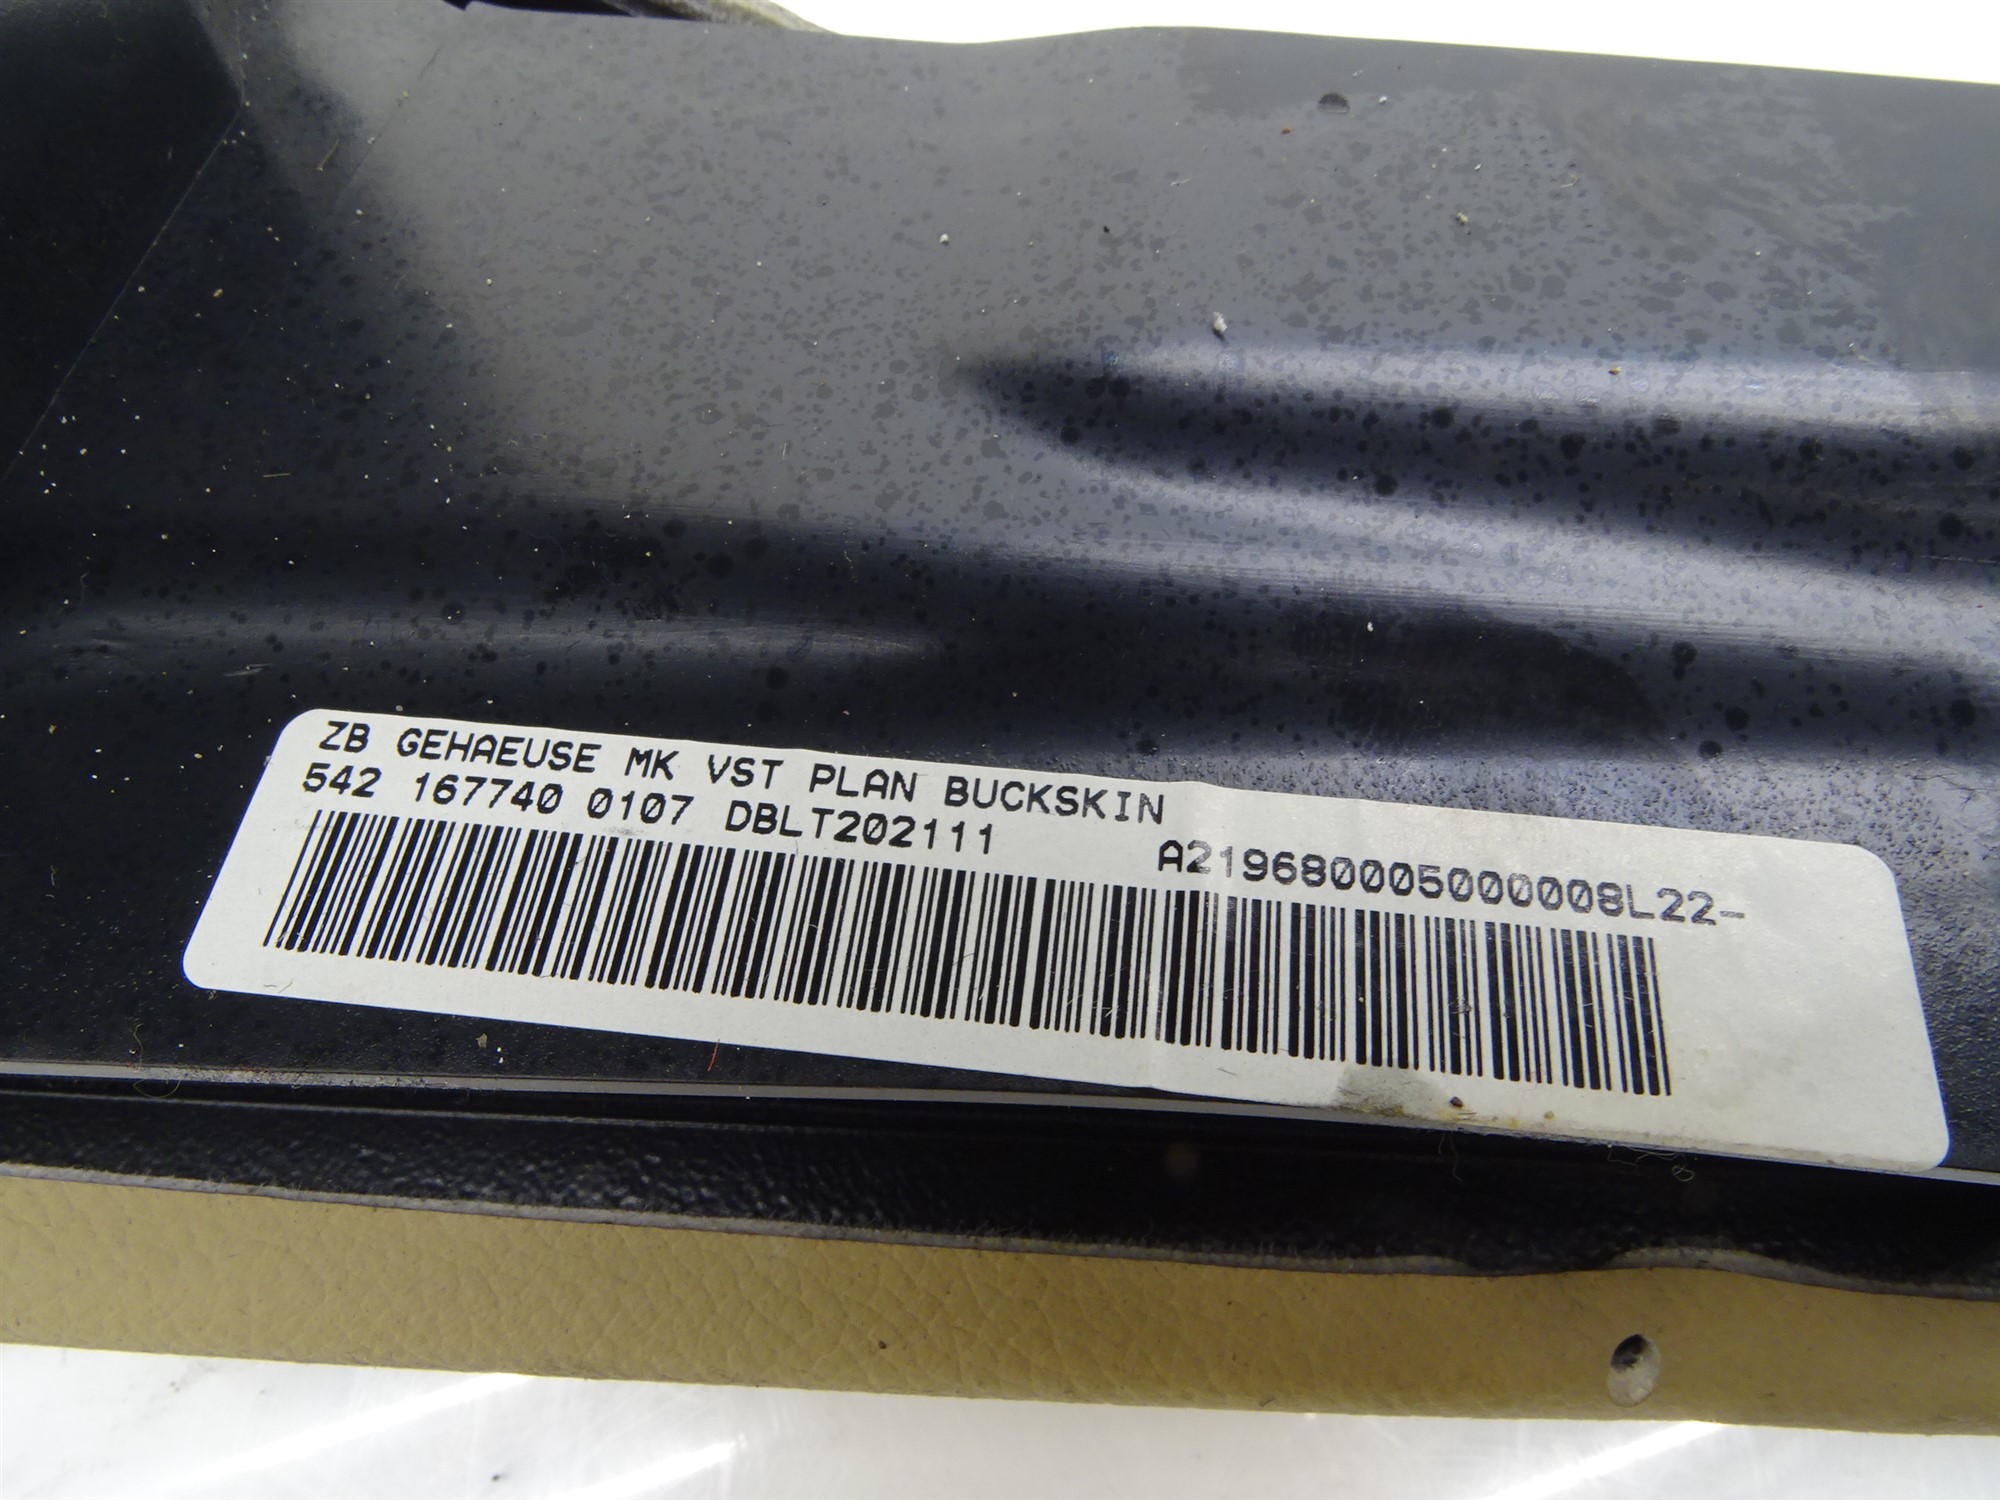 ZB GEHAEUSE MK VST PLAN BUCKSKIN
542 167740 0107 DBLT202111
A2196800050000008L22-